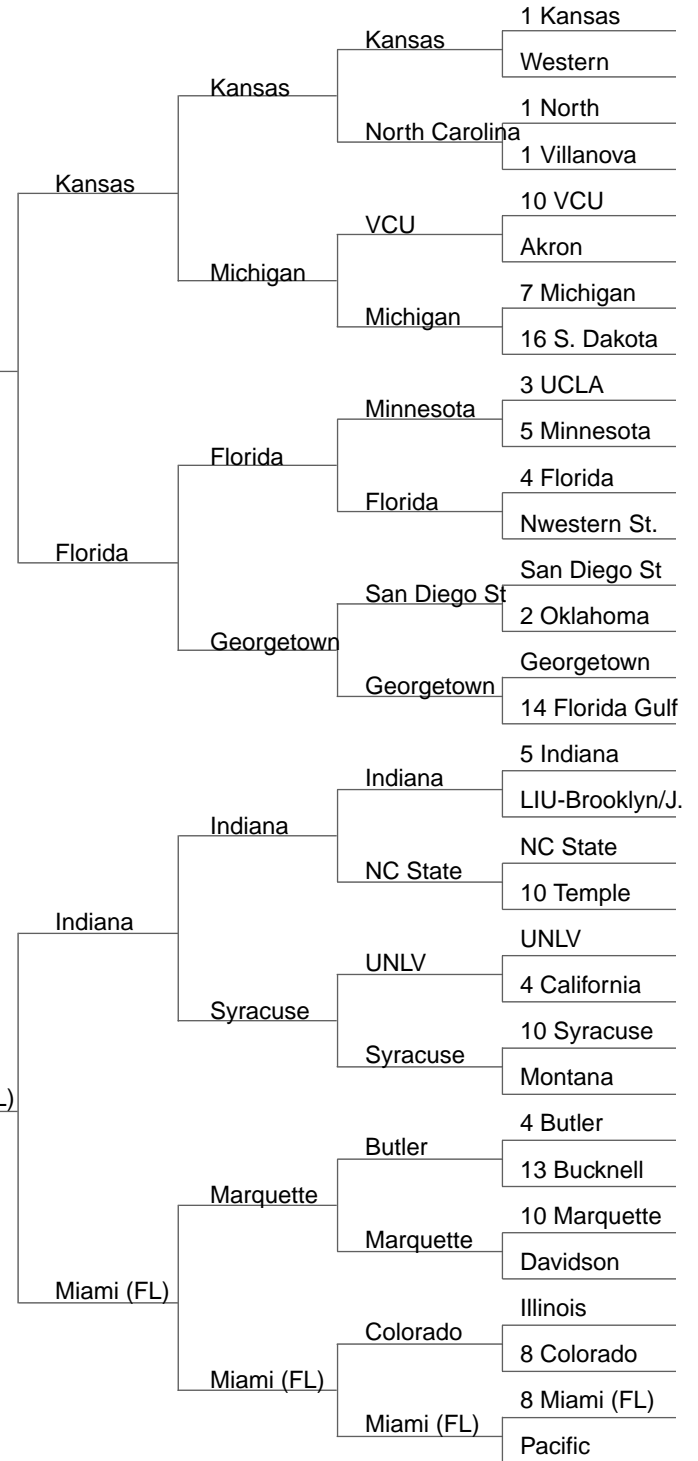 1 Kansas
Kansas
Western
Kansas
1 North
North Carolina
1 Villanova
Kansas
10 VCU
VCU
Akron
Michigan
7 Michigan
Michigan
16 S. Dakota
3 UCLA
Minnesota
5 Minnesota
Florida
4 Florida
Florida
Nwestern St.
Florida
San Diego St
San Diego St
2 Oklahoma
Georgetown
Georgetown
Georgetown
14 Florida Gulf
5 Indiana
Indiana
LIU-Brooklyn/J.
Indiana
NC State
NC State
10 Temple
Indiana
UNLV
UNLV
4 California
Syracuse
10 Syracuse
Syracuse
Montana
L)
4 Butler
Butler
13 Bucknell
Marquette
10 Marquette
Marquette
Davidson
Miami (FL)
Illinois
Colorado
8 Colorado
Miami (FL)
8 Miami (FL)
Miami (FL)
Pacific